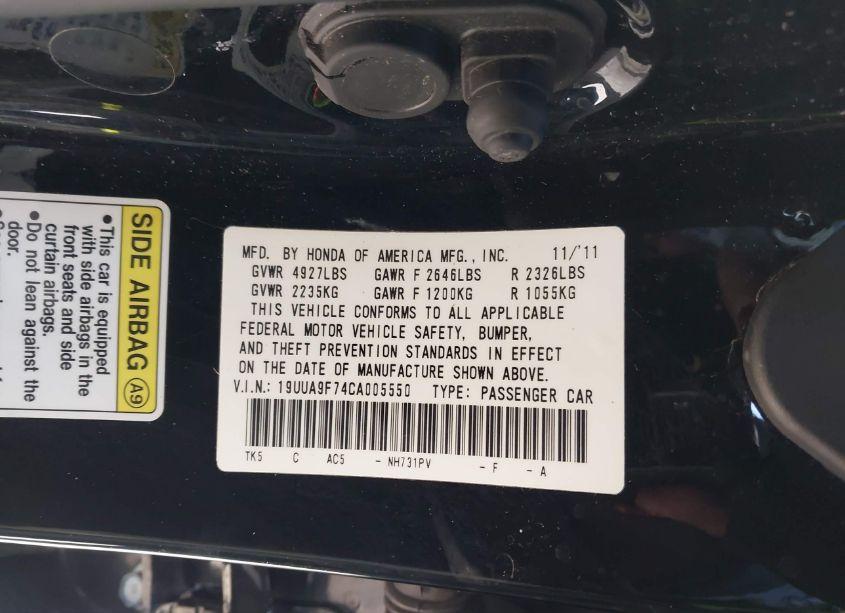 MFD. BY HONDA OF AMERICA MFG., INC. 11/'11
GVWR 4927LBS GAWR F 2646LBS R 2326LBS
GVWR 2235KG GAWR F 1200KG R 1055KG
THIS VEHICLE CONFORMS TO ALL APPLICABLE
FEDERAL MOTOR VEHICLE SAFETY, BUMPER,
AND THEFT PREVENTION STANDARDS IN EFFECT
ON THE DATE OF MANUFACTURE SHOWN ABOVE.
V.I.N.: 19UUA9F74CA005550 TYPE: PASSENGER CAR
TK5 C AC5 - NH731PV - F - A
SIDE AIRBAG A9
•This car is equipped
with side airbags in the
front seats and side
curtain airbags.
•Do not lean against the
door.